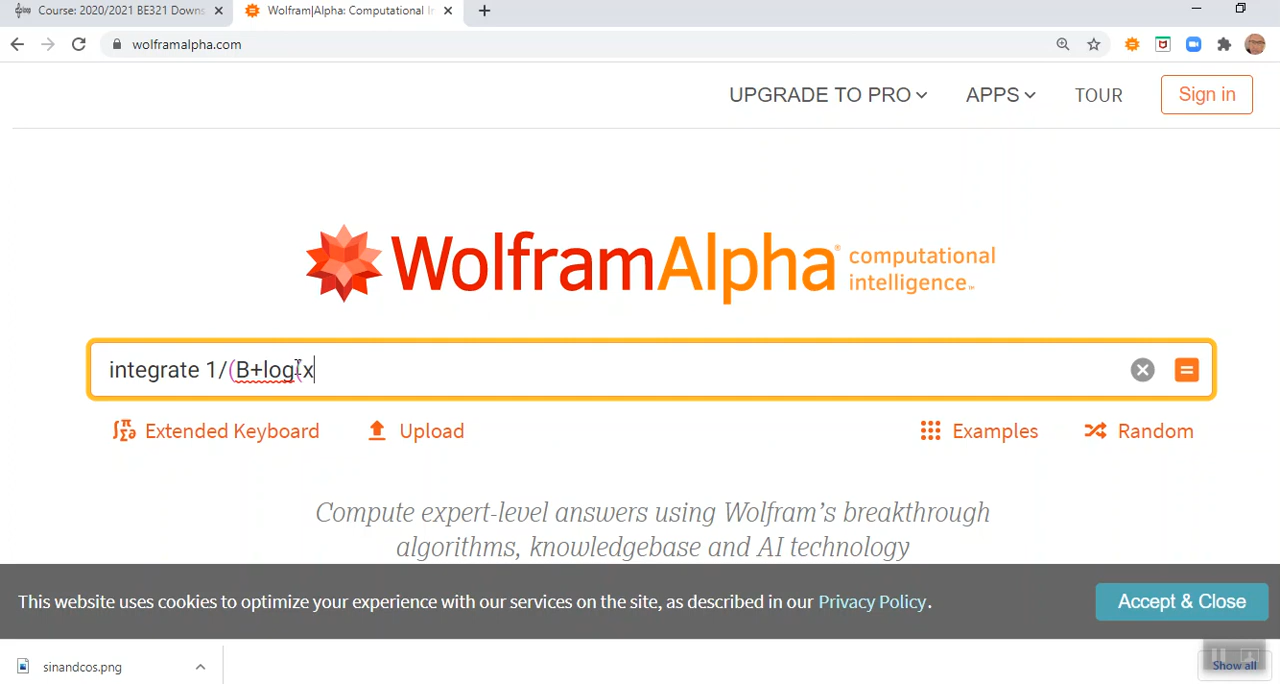 Course: 2020/2021 BE321 Downs
Wolfram|Alpha: Computational In
wolframalpha.com
UPGRADE TO PRO
APPS
TOUR
Sign in
WolframAlpha computational intelligence™
integrate 1/(B+log(x
Extended Keyboard
Upload
Examples
Random
Compute expert-level answers using Wolfram's breakthrough
algorithms, knowledgebase and AI technology
This website uses cookies to optimize your experience with our services on the site, as described in our Privacy Policy.
Accept & Close
sinandcos.png
Show all